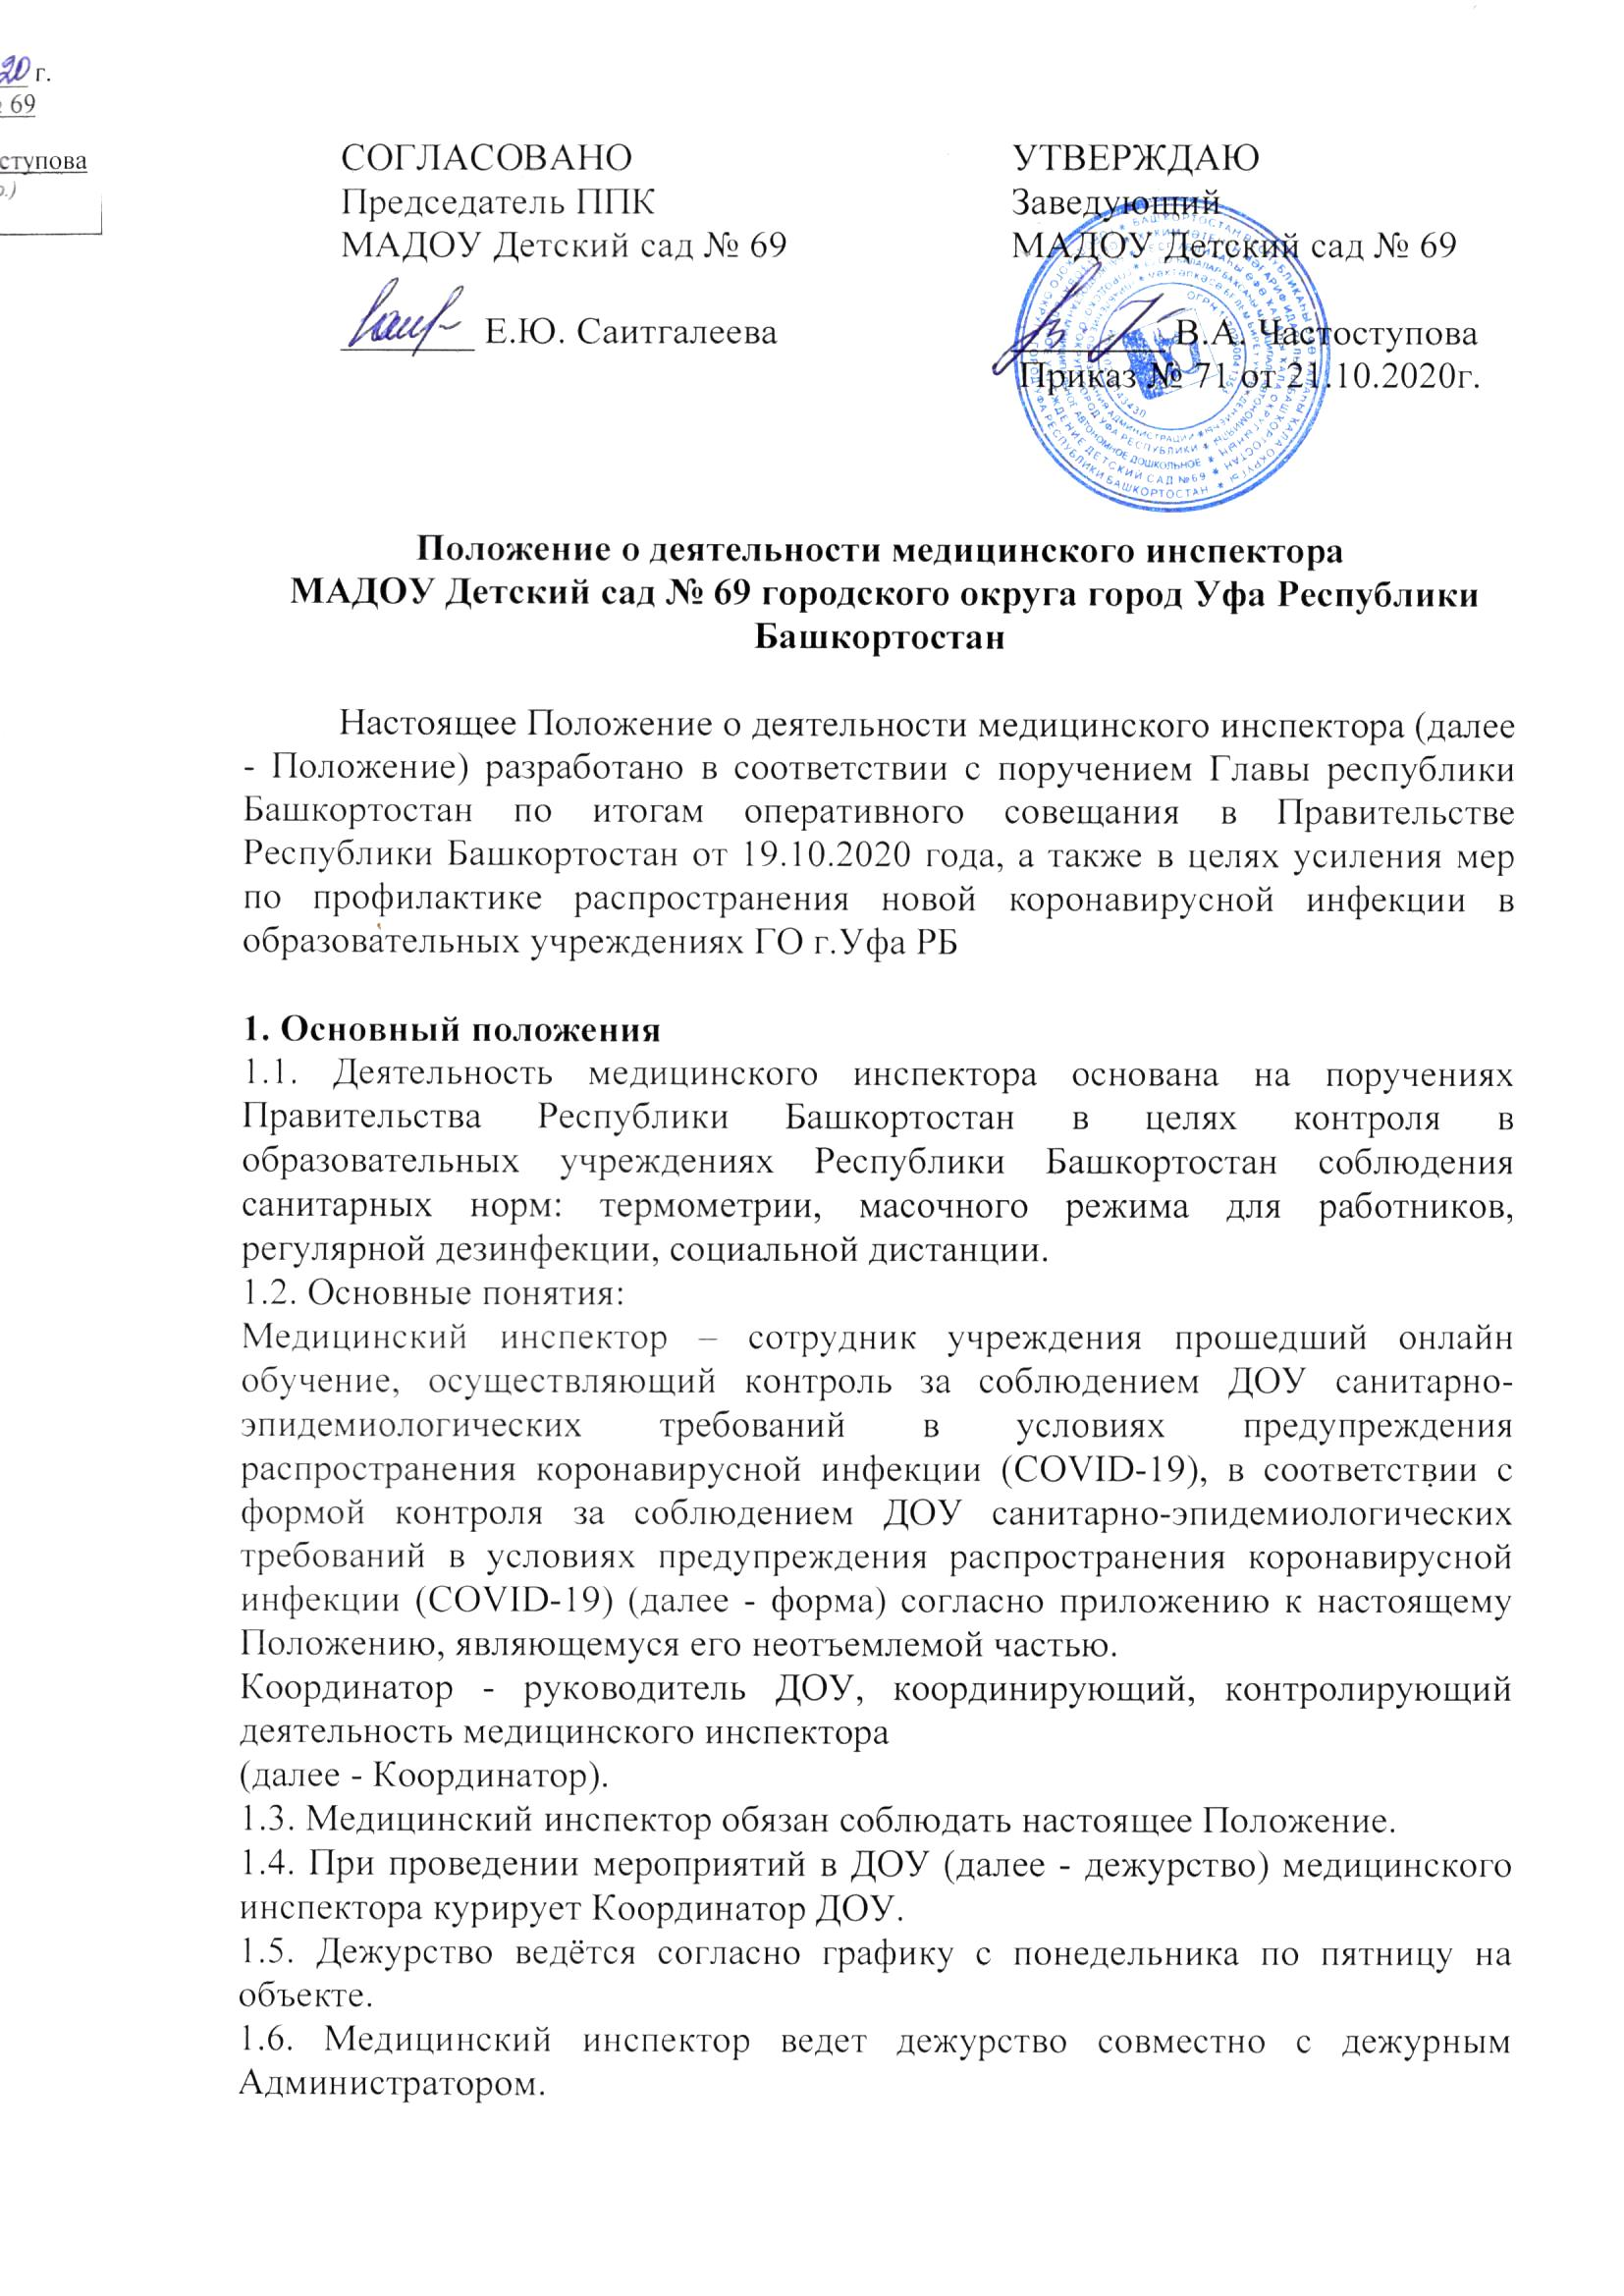 20 г.
69
ступова
СОГЛАСОВАНО
Председатель ППК
МАДОУ Детский сад № 69
Е.Ю. Саитгалеева
УТВЕРЖДАЮ
Заведующий
МАДОУ Детский сад № 69
В.А. Частоступова
Приказ № 71 от 21.10.2020г.
Положение о деятельности медицинского инспектора
МАДОУ Детский сад № 69 городского округа город Уфа Республики
Башкортостан
Настоящее Положение о деятельности медицинского инспектора (далее
- Положение) разработано в соответствии с поручением Главы республики
Башкортостан по итогам оперативного совещания в Правительстве
Республики Башкортостан от 19.10.2020 года, а также в целях усиления мер
по профилактике распространения новой коронавирусной инфекции в
образовательных учреждениях ГО г.Уфа РБ
1. Основный положения
1.1. Деятельность медицинского инспектора основана на поручениях
Правительства Республики Башкортостан в целях контроля в
образовательных учреждениях Республики Башкортостан соблюдения
санитарных норм: термометрии, масочного режима для работников,
регулярной дезинфекции, социальной дистанции.
1.2. Основные понятия:
Медицинский инспектор – сотрудник учреждения прошедший онлайн
обучение, осуществляющий контроль за соблюдением ДОУ санитарно-
эпидемиологических требований в условиях предупреждения
распространения коронавирусной инфекции (COVID-19), в соответствии с
формой контроля за соблюдением ДОУ санитарно-эпидемиологических
требований в условиях предупреждения распространения коронавирусной
инфекции (COVID-19) (далее - форма) согласно приложению к настоящему
Положению, являющемуся его неотъемлемой частью.
Координатор - руководитель ДОУ, координирующий, контролирующий
деятельность медицинского инспектора
(далее - Координатор).
1.3. Медицинский инспектор обязан соблюдать настоящее Положение.
1.4. При проведении мероприятий в ДОУ (далее - дежурство) медицинского
инспектора курирует Координатор ДОУ.
1.5. Дежурство ведётся согласно графику с понедельника по пятницу на
объекте.
1.6. Медицинский инспектор ведет дежурство совместно с дежурным
Администратором.